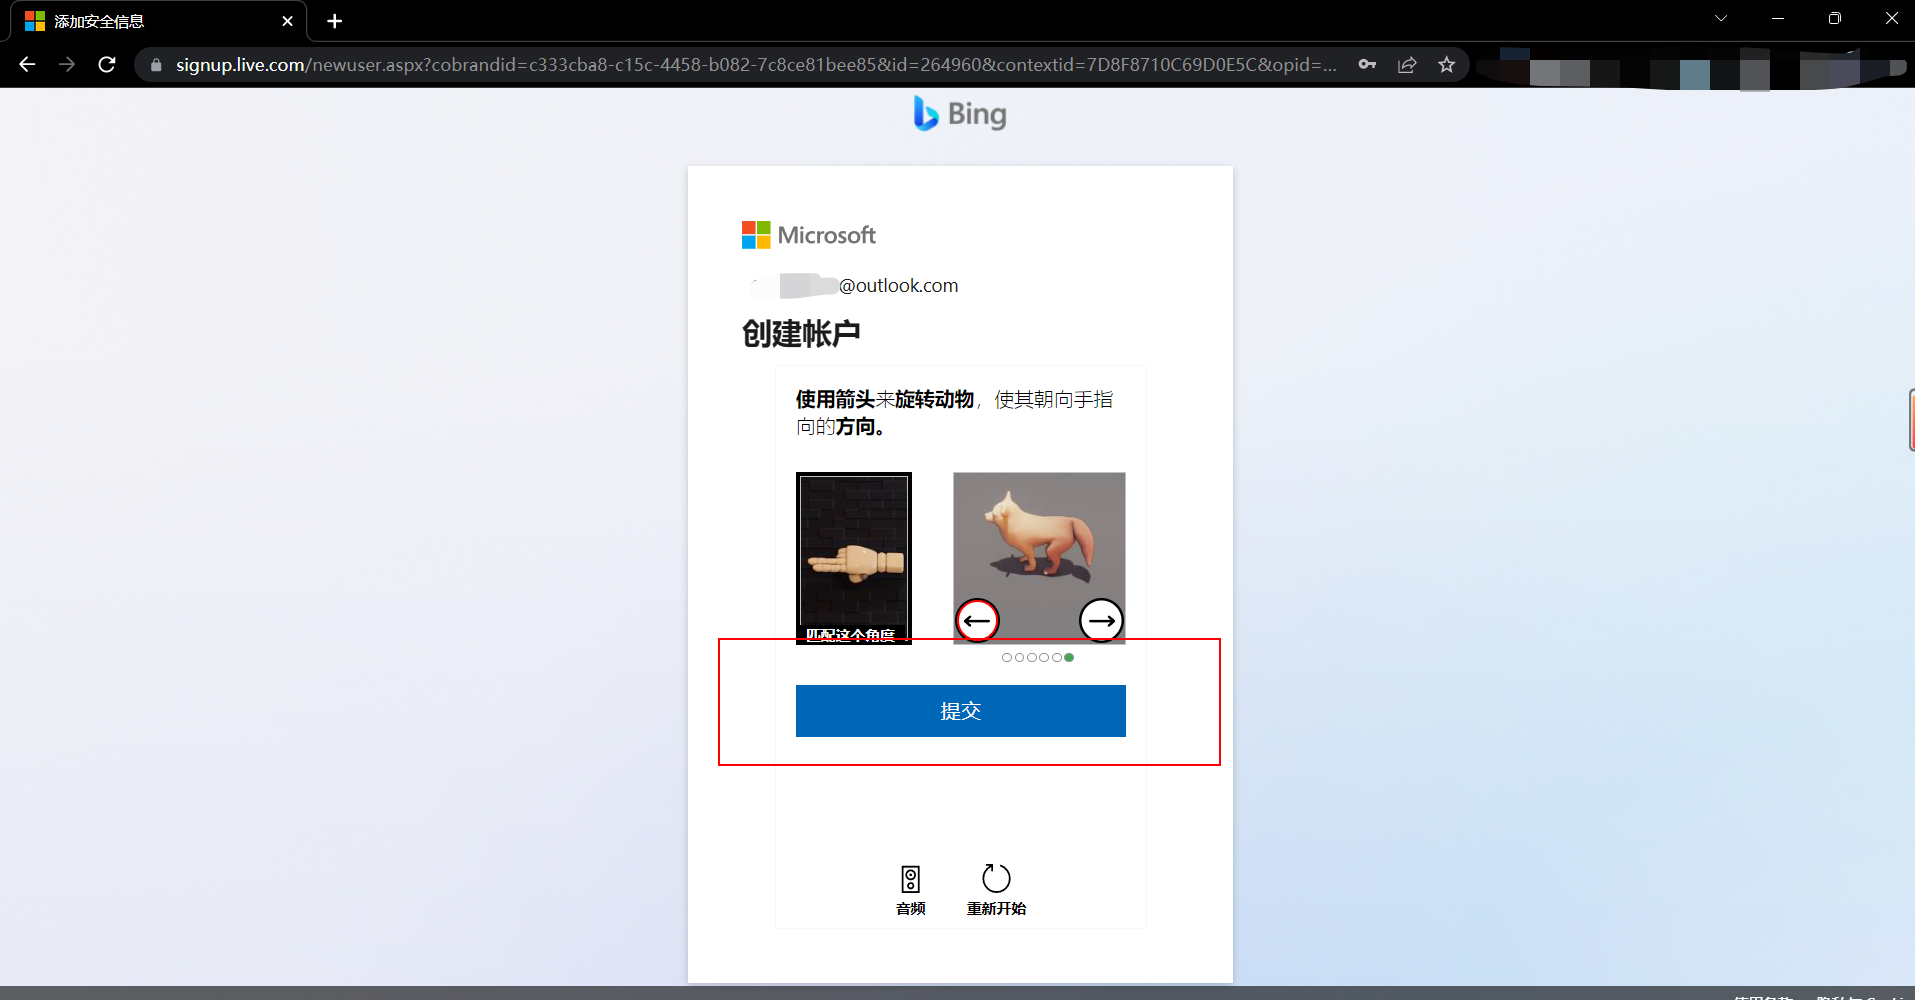 添加安全信息
signup.live.com/newuser.aspx?cobrandid=c333cba8-c15c-4458-b082-7c8ce81bee85&id=264960&contextid=7D8F8710C69D0E5C&opid=...
Bing
Microsoft
@outlook.com
创建帐户
使用箭头来旋转动物，使其朝向手指
向的方向。
匹配这个角度
提交
音频
重新开始